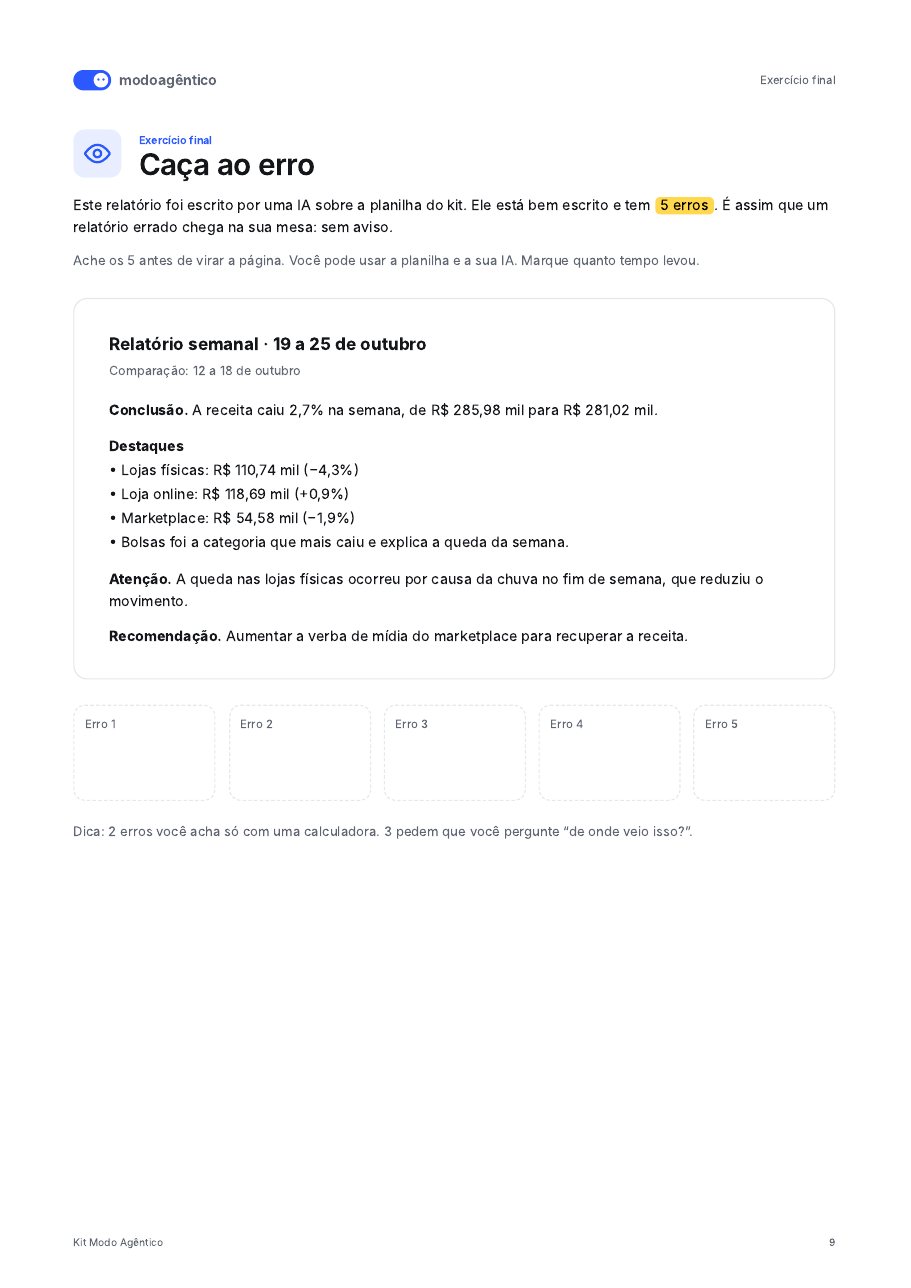 modoagêntico
Exercício final
Exercício final
Caça ao erro
Este relatório foi escrito por uma IA sobre a planilha do kit. Ele está bem escrito e tem 5 erros. É assim que um
relatório errado chega na sua mesa: sem aviso.
Ache os 5 antes de virar a página. Você pode usar a planilha e a sua IA. Marque quanto tempo levou.
Relatório semanal · 19 a 25 de outubro
Comparação: 12 a 18 de outubro
Conclusão. A receita caiu 2,7% na semana, de R$ 285,98 mil para R$ 281,02 mil.
Destaques
• Lojas físicas: R$ 110,74 mil (−4,3%)
• Loja online: R$ 118,69 mil (+0,9%)
• Marketplace: R$ 54,58 mil (−1,9%)
• Bolsas foi a categoria que mais caiu e explica a queda da semana.
Atenção. A queda nas lojas físicas ocorreu por causa da chuva no fim de semana, que reduziu o
movimento.
Recomendação. Aumentar a verba de mídia do marketplace para recuperar a receita.
Erro 1
Erro 2
Erro 3
Erro 4
Erro 5
Dica: 2 erros você acha só com uma calculadora. 3 pedem que você pergunte “de onde veio isso?”.
Kit Modo Agêntico
9